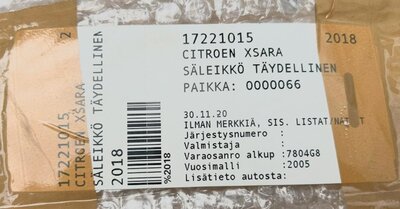 17221015 2
CITROEN XSARA
SÄLEIKKÖ TÄYDELLINEN
2018
%2018
17221015 2018
CITROEN XSARA
SÄLEIKKÖ TÄYDELLINEN
PAIKKA: 0000066
30.11.20
ILMAN MERKKIÄ, SIS. LISTAT/
Järjestysnumero :
Valmistaja :
Varaosanro alkup :7804G8
Vuosimalli :2005
Lisätieto autosta: